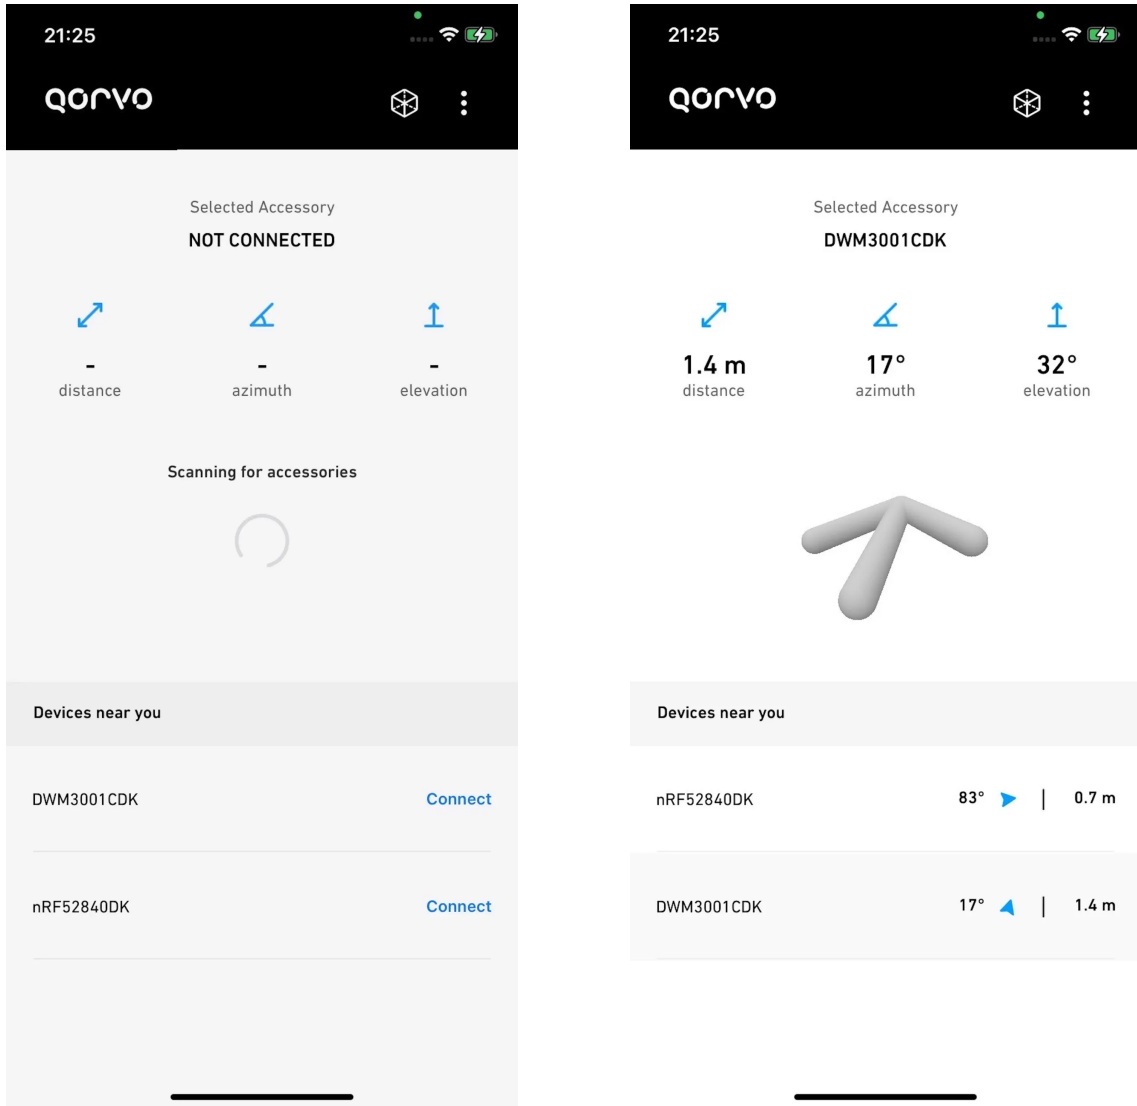 21:25
QORVO
Selected Accessory
NOT CONNECTED
- - -
distance azimuth elevation
Scanning for accessories
Devices near you
DWM3001CDK Connect
nRF52840DK Connect
21:25
QORVO
Selected Accessory
DWM3001CDK
1.4 m 17° 32°
distance azimuth elevation
Devices near you
nRF52840DK 83° | 0.7 m
DWM3001CDK 17° | 1.4 m